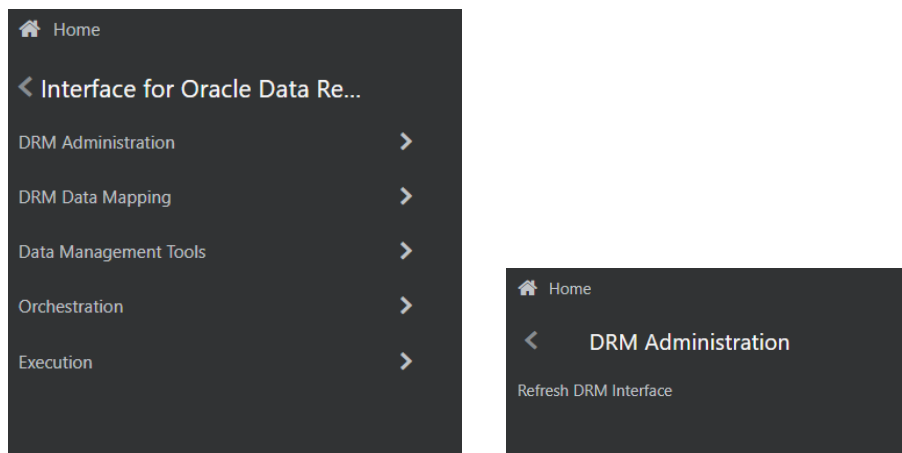 Home
Interface for Oracle Data Re...
DRM Administration
DRM Data Mapping
Data Management Tools
Orchestration
Execution
Home
DRM Administration
Refresh DRM Interface